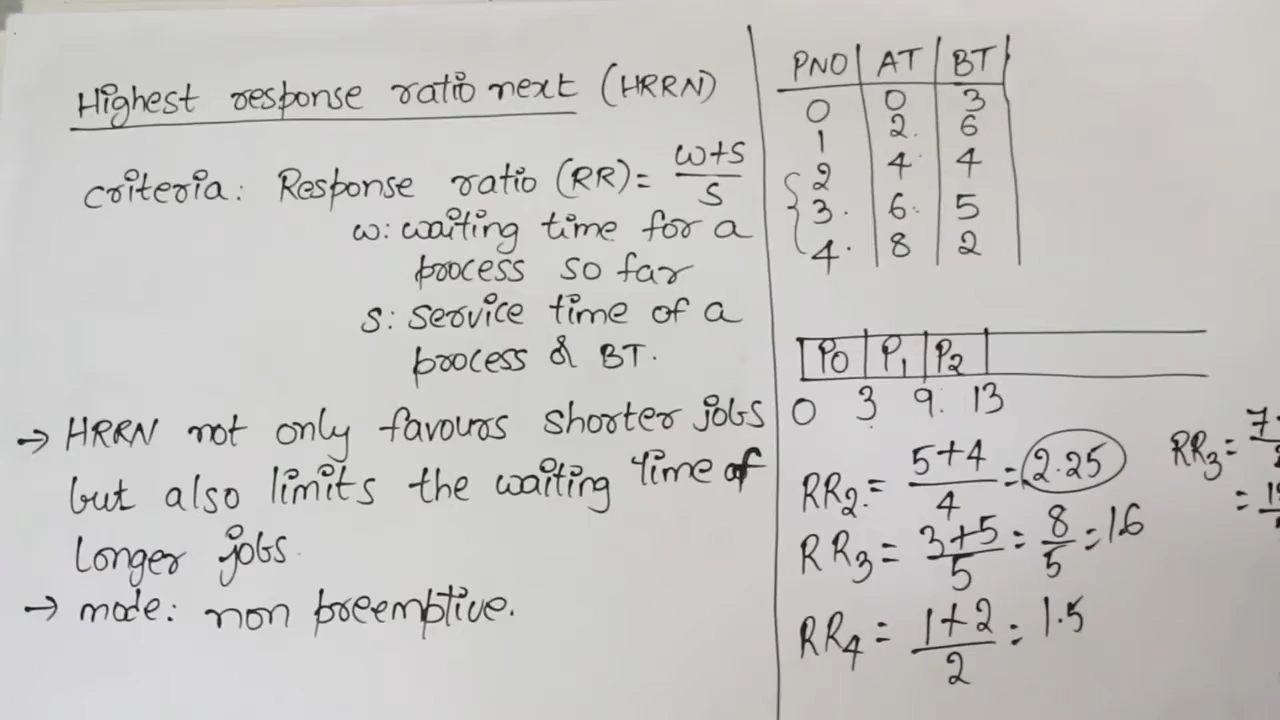 Highest response ratio next (HRRN)
criteria: Response ratio (RR) = w+s / s
w: waiting time for a
process so far
s: service time of a
process & BT.
→ HRRN not only favours shorter jobs
but also limits the waiting time of
longer jobs.
→ mode: non preemptive.
PNO AT BT
0 0 3
1 2 6
2 4 4
3 6 5
4 8 2
P0 P1 P2
0 3 9 13
RR2 = 5+4 / 4 = 2.25
RR3 = 3+5 / 5 = 8 / 5 = 1.6
RR4 = 1+2 / 2 = 1.5
RR3 = 7
=